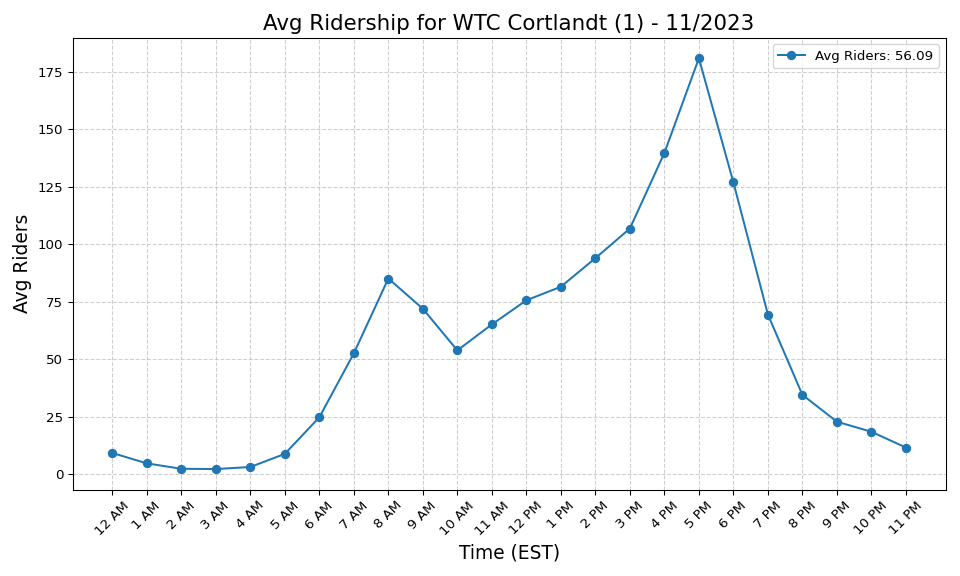 Avg Ridership for WTC Cortlandt (1) - 11/2023
Avg Riders: 56.09
Avg Riders
175
150
125
100
75
50
25
0
12 AM
1 AM
2 AM
3 AM
4 AM
5 AM
6 AM
7 AM
8 AM
9 AM
10 AM
11 AM
12 PM
1 PM
2 PM
3 PM
4 PM
5 PM
6 PM
7 PM
8 PM
9 PM
10 PM
11 PM
Time (EST)